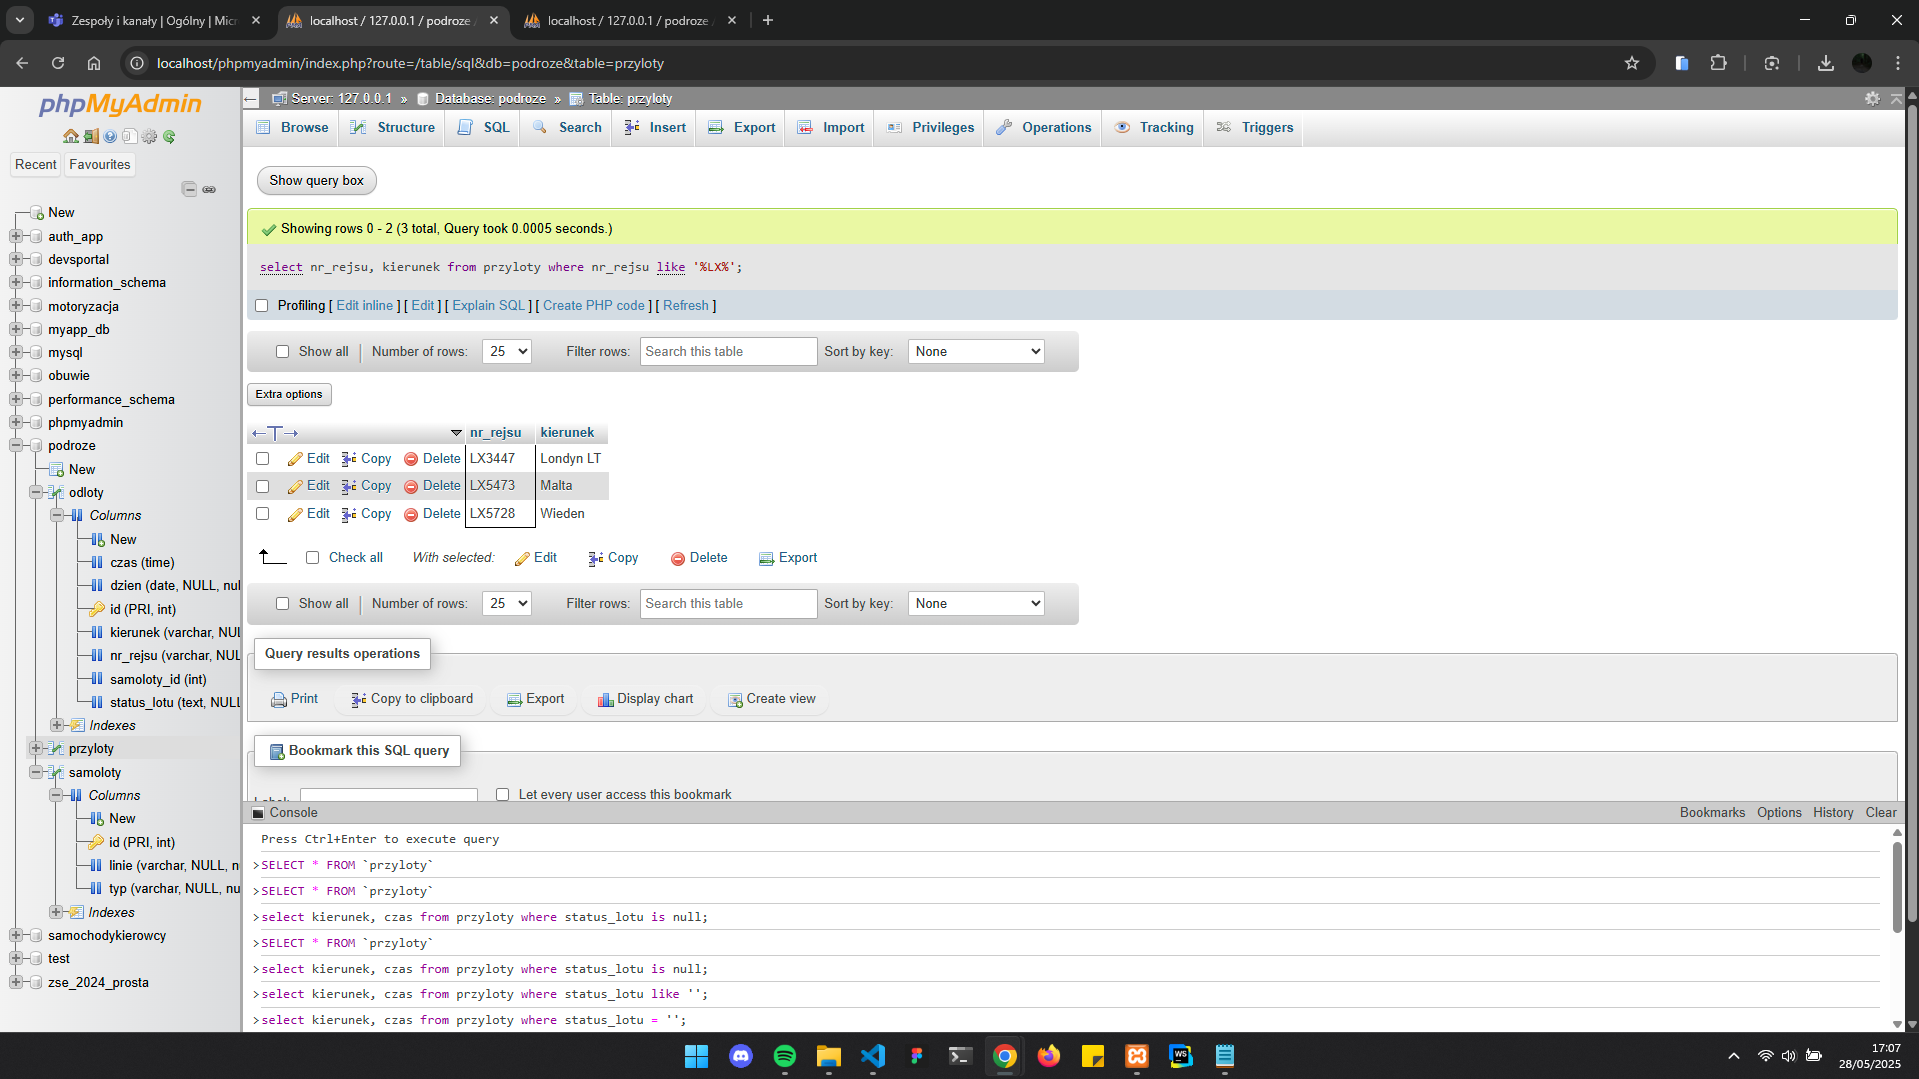 Zespoły i kanały | Ogólny | Micr
localhost / 127.0.0.1 / podroze /
localhost / 127.0.0.1 / podroze
localhost/phpmyadmin/index.php?route=/table/sql&db=podroze&table=przyloty
phpMyAdmin
Recent
Favourites
New
auth_app
devsportal
information_schema
motoryzacja
myapp_db
mysql
obuwie
performance_schema
phpmyadmin
podroze
New
odloty
Columns
New
czas (time)
dzien (date, NULL, nul
id (PRI, int)
kierunek (varchar, NUL
nr_rejsu (varchar, NUL
samoloty_id (int)
status_lotu (text, NULL
Indexes
przyloty
samoloty
Columns
New
id (PRI, int)
linie (varchar, NULL, n
typ (varchar, NULL, nu
Indexes
samochodykierowcy
test
zse_2024_prosta
Server: 127.0.0.1 » Database: podroze » Table: przyloty
Browse Structure SQL Search Insert Export Import Privileges Operations Tracking Triggers
Show query box
Showing rows 0 - 2 (3 total, Query took 0.0005 seconds.)
select nr_rejsu, kierunek from przyloty where nr_rejsu like '%LX%';
Profiling [ Edit inline ] [ Edit ] [ Explain SQL ] [ Create PHP code ] [ Refresh ]
Show all Number of rows: 25 Filter rows: Search this table Sort by key: None
Extra options
nr_rejsu kierunek
Edit Copy Delete LX3447 Londyn LT
Edit Copy Delete LX5473 Malta
Edit Copy Delete LX5728 Wieden
Check all With selected: Edit Copy Delete Export
Show all Number of rows: 25 Filter rows: Search this table Sort by key: None
Query results operations
Print Copy to clipboard Export Display chart Create view
Bookmark this SQL query
Label: Let every user access this bookmark
Console Bookmarks Options History Clear
Press Ctrl+Enter to execute query
>SELECT * FROM `przyloty`
>SELECT * FROM `przyloty`
>select kierunek, czas from przyloty where status_lotu is null;
>SELECT * FROM `przyloty`
>select kierunek, czas from przyloty where status_lotu is null;
>select kierunek, czas from przyloty where status_lotu like '';
>select kierunek, czas from przyloty where status_lotu = '';
WS
17:07
28/05/2025